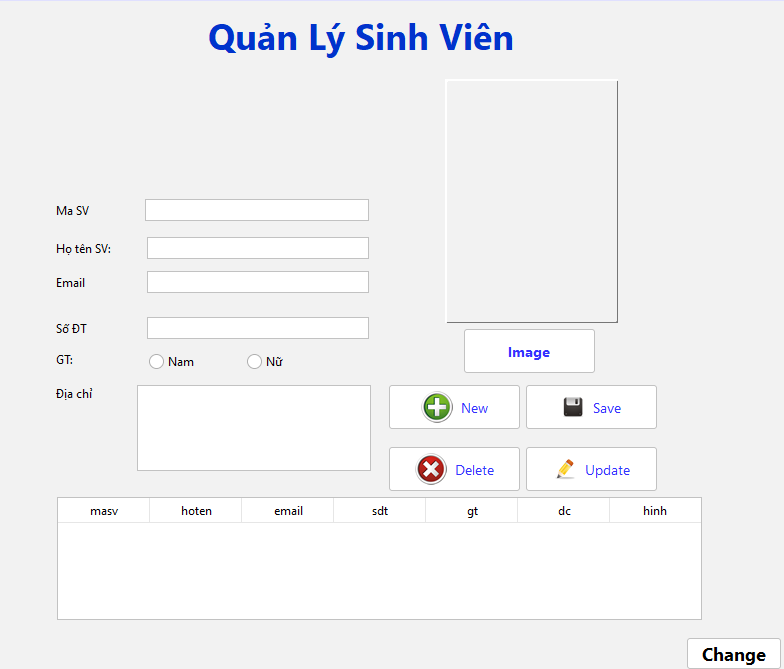 Quản Lý Sinh Viên
Ma SV
Họ tên SV:
Email
Số ĐT
GT:
Nam
Nữ
Địa chỉ
Image
New
Save
Delete
Update
masv hoten email sdt gt dc hinh
Change